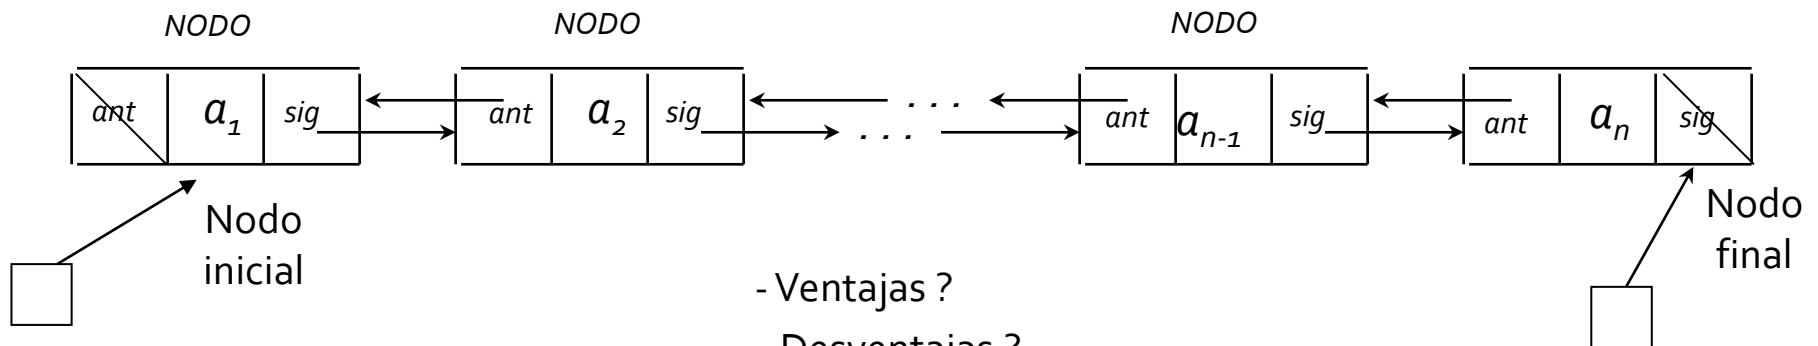 NODO NODO NODO
ant a1 sig ant a2 sig . . . . . . ant an-1 sig ant an sig
Nodo inicial
Nodo final
- Ventajas ?
Desventajas ?